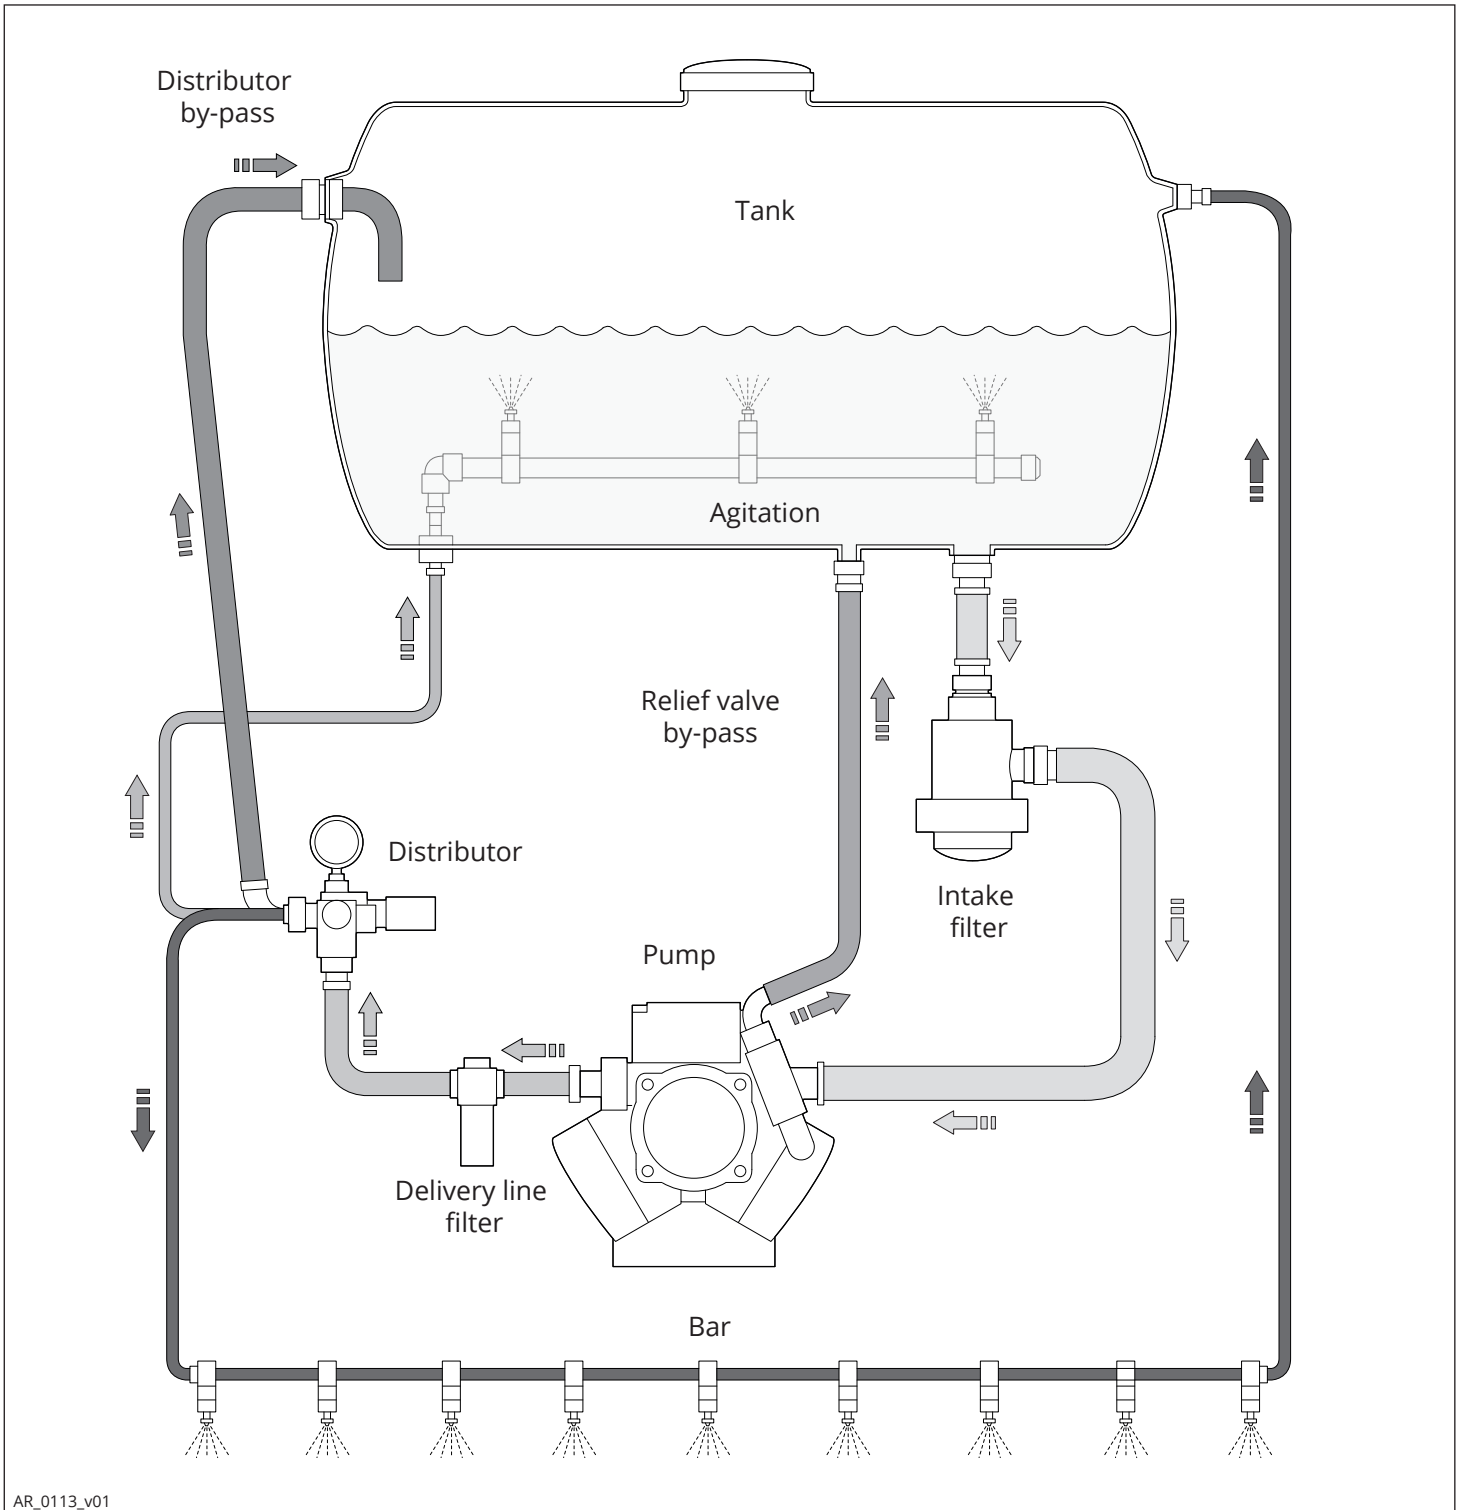 Distributor
by-pass
Tank
Agitation
Relief valve
by-pass
Distributor
Intake
filter
Pump
Delivery line
filter
Bar
AR_0113_v01